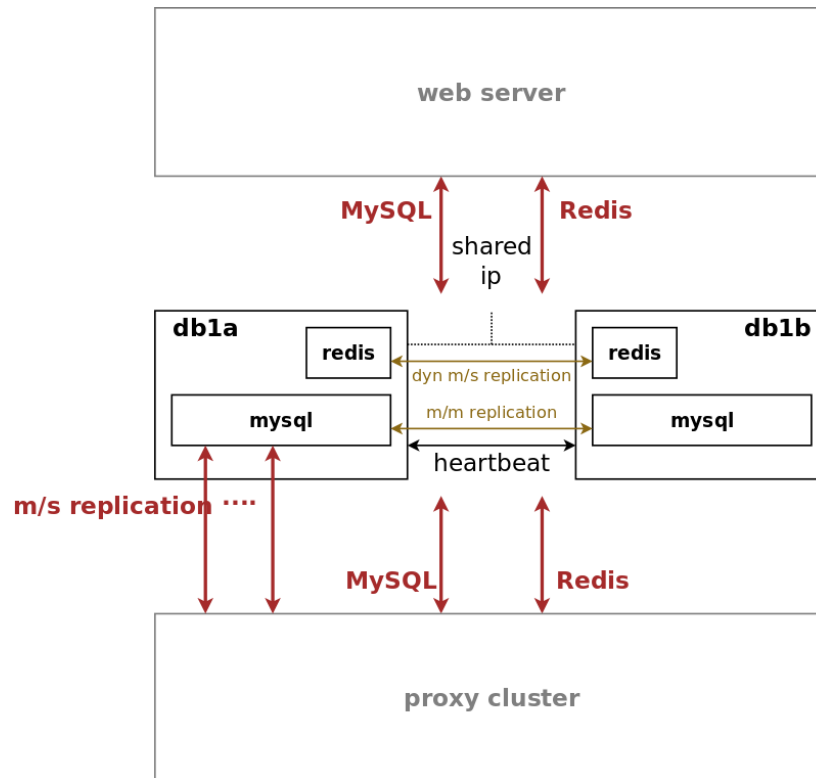 web server
MySQL
Redis
shared
ip
db1a
db1b
redis
redis
dyn m/s replication
m/m replication
mysql
mysql
heartbeat
m/s replication ....
MySQL
Redis
proxy cluster